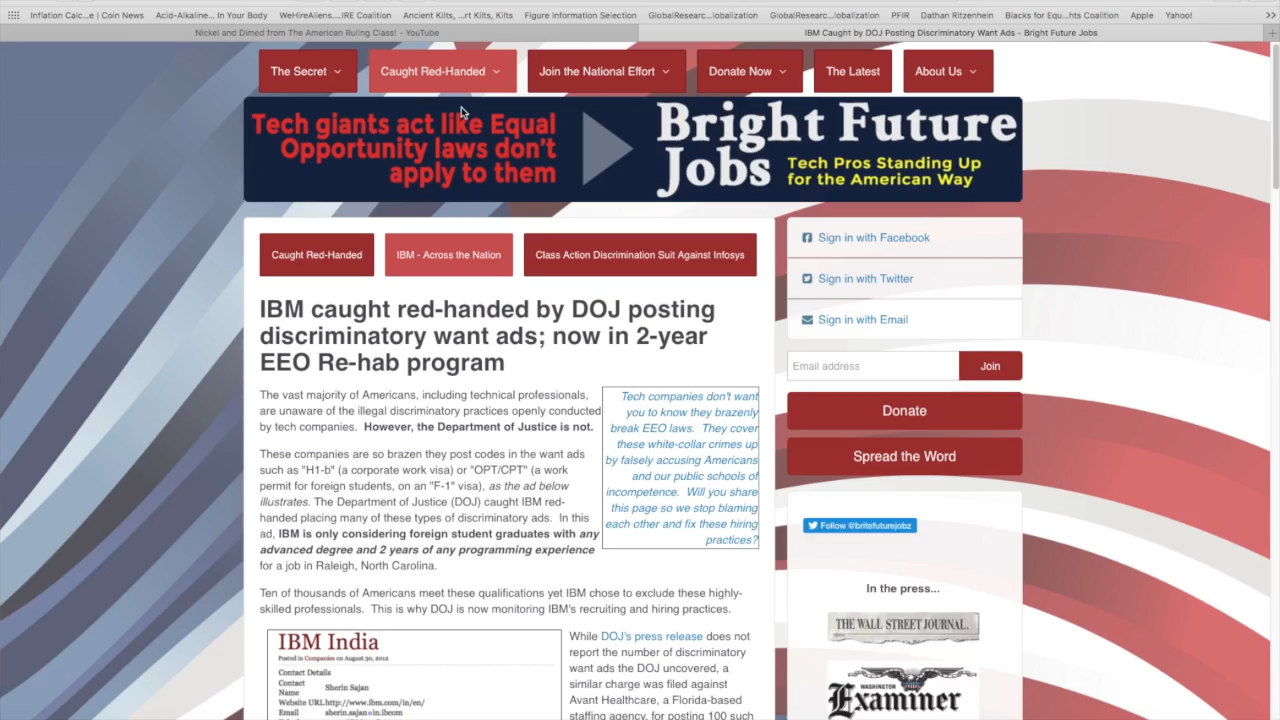 Inflation Calc...e | Coin News Acid-Alkaline... In Your Body WeHireAliens....IRE Coalition Ancient Kilts, ...rt Kilts, Kilts Figure Information Selection GlobalResearc...lobalization GlobalResearc...lobalization PFIR Dathan Ritzenhein Blacks for Equ...hts Coalition Apple Yahoo! >>
Nickel and Dimed from The American Ruling Class! - YouTube IBM Caught by DOJ Posting Discriminatory Want Ads - Bright Future Jobs +
The Secret Caught Red-Handed Join the National Effort Donate Now The Latest About Us
Tech giants act like Equal
Opportunity laws don't
apply to them
Bright Future
Jobs
Tech Pros Standing Up
for the American Way
Caught Red-Handed IBM - Across the Nation Class Action Discrimination Suit Against Infosys
IBM caught red-handed by DOJ posting
discriminatory want ads; now in 2-year
EEO Re-hab program
The vast majority of Americans, including technical professionals,
are unaware of the illegal discriminatory practices openly conducted
by tech companies. However, the Department of Justice is not.
These companies are so brazen they post codes in the want ads
such as "H1-b" (a corporate work visa) or "OPT/CPT" (a work
permit for foreign students, on an "F-1" visa), as the ad below
illustrates. The Department of Justice (DOJ) caught IBM red-
handed placing many of these types of discriminatory ads. In this
ad, IBM is only considering foreign student graduates with any
advanced degree and 2 years of any programming experience
for a job in Raleigh, North Carolina.
Tech companies don't want
you to know they brazenly
break EEO laws. They cover
these white-collar crimes up
by falsely accusing Americans
and our public schools of
incompetence. Will you share
this page so we stop blaming
each other and fix these hiring
practices?
Ten of thousands of Americans meet these qualifications yet IBM chose to exclude these highly-
skilled professionals. This is why DOJ is now monitoring IBM's recruiting and hiring practices.
IBM India
Posted in Companies on August 30, 2012
Contact Details
Contact
Name Sherin Sajan
Website URL http://www.ibm.com/in/en/
Email sherin.sajan@in.ibcom
While DOJ's press release does not
report the number of discriminatory
want ads the DOJ uncovered, a
similar charge was filed against
Avant Healthcare, a Florida-based
staffing agency, for posting 100 such
Sign in with Facebook
Sign in with Twitter
Sign in with Email
Email address Join
Donate
Spread the Word
Follow @britefuturejobz
In the press...
THE WALL STREET JOURNAL.
WASHINGTON
Examiner